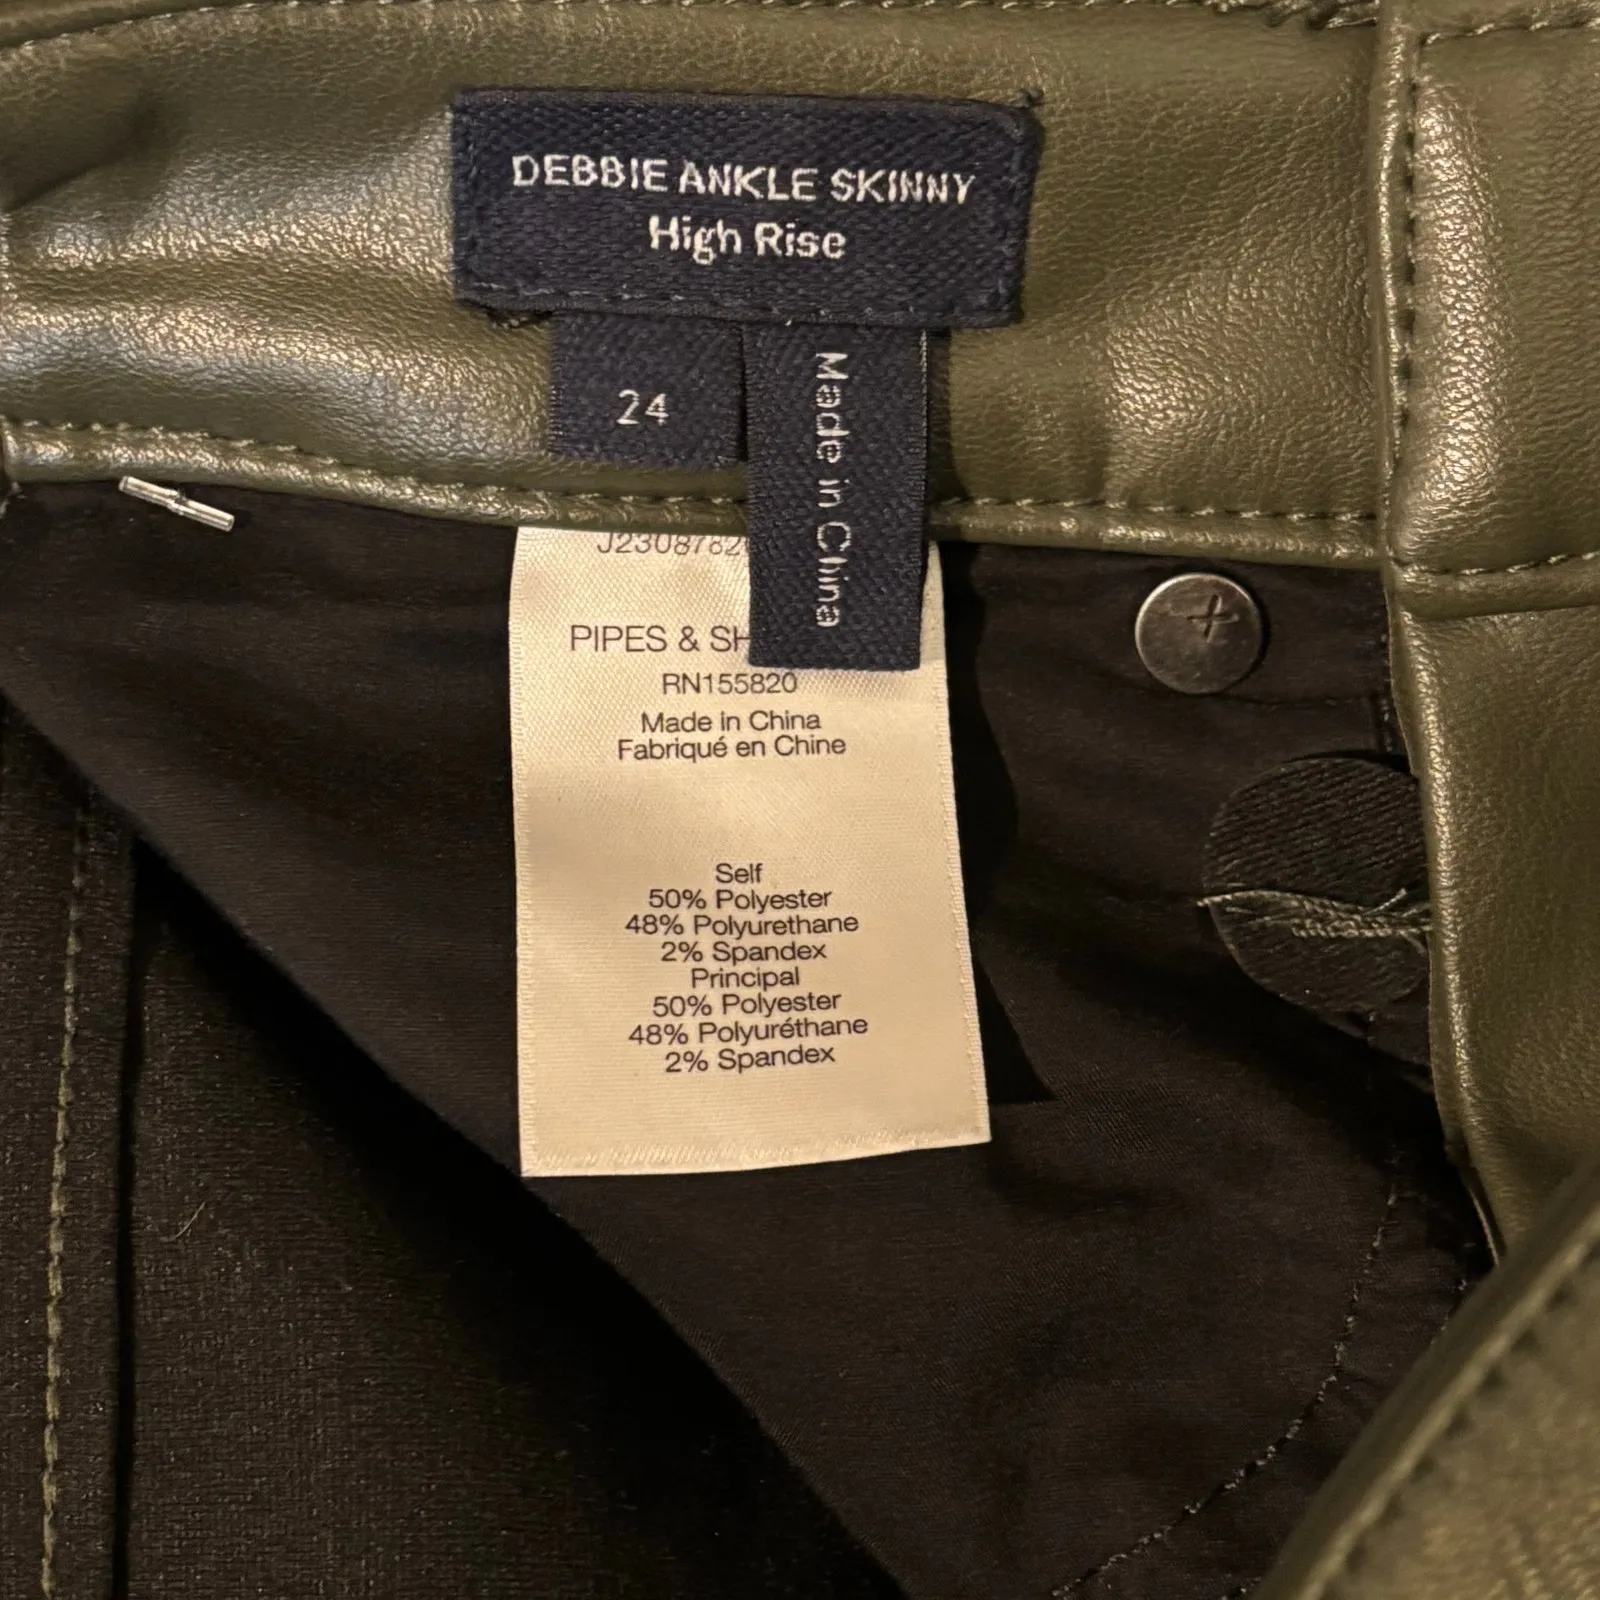 DEBBIE ANKLE SKINNY
High Rise
24
Made in China
PIPES &
RN155820
Made in China
Fabriqué en Chine
Self
50% Polyester
48% Polyurethane
2% Spandex
Principal
50% Polyester
48% Polyuréthane
2% Spandex